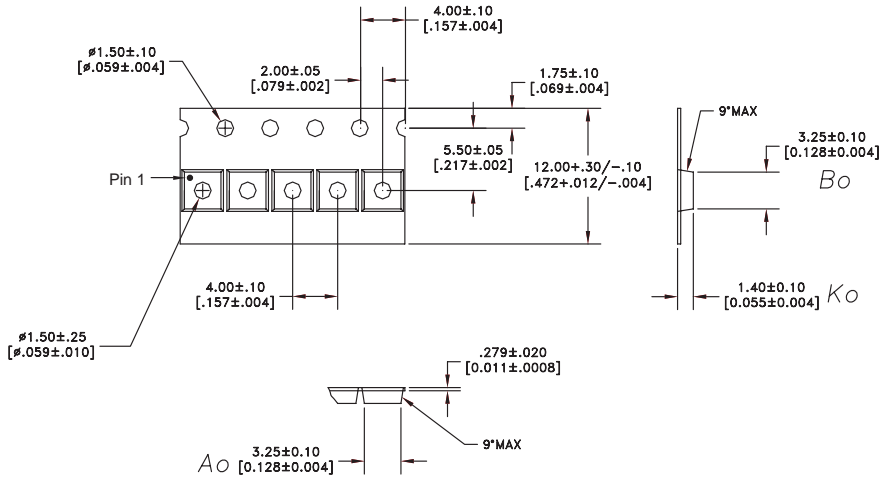 4.00±.10
[.157±.004]
ø1.50±.10
[ø.059±.004]
2.00±.05
[.079±.002]
1.75±.10
[.069±.004]
9°MAX
3.25±0.10
[0.128±0.004]
Bo
5.50±.05
[.217±.002]
12.00+.30/-.10
[.472+.012/-.004]
Pin 1
4.00±.10
[.157±.004]
1.40±0.10
[0.055±0.004]
Ko
ø1.50±.25
[ø.059±.010]
.279±.020
[0.011±.0008]
9°MAX
Ao
3.25±0.10
[0.128±0.004]